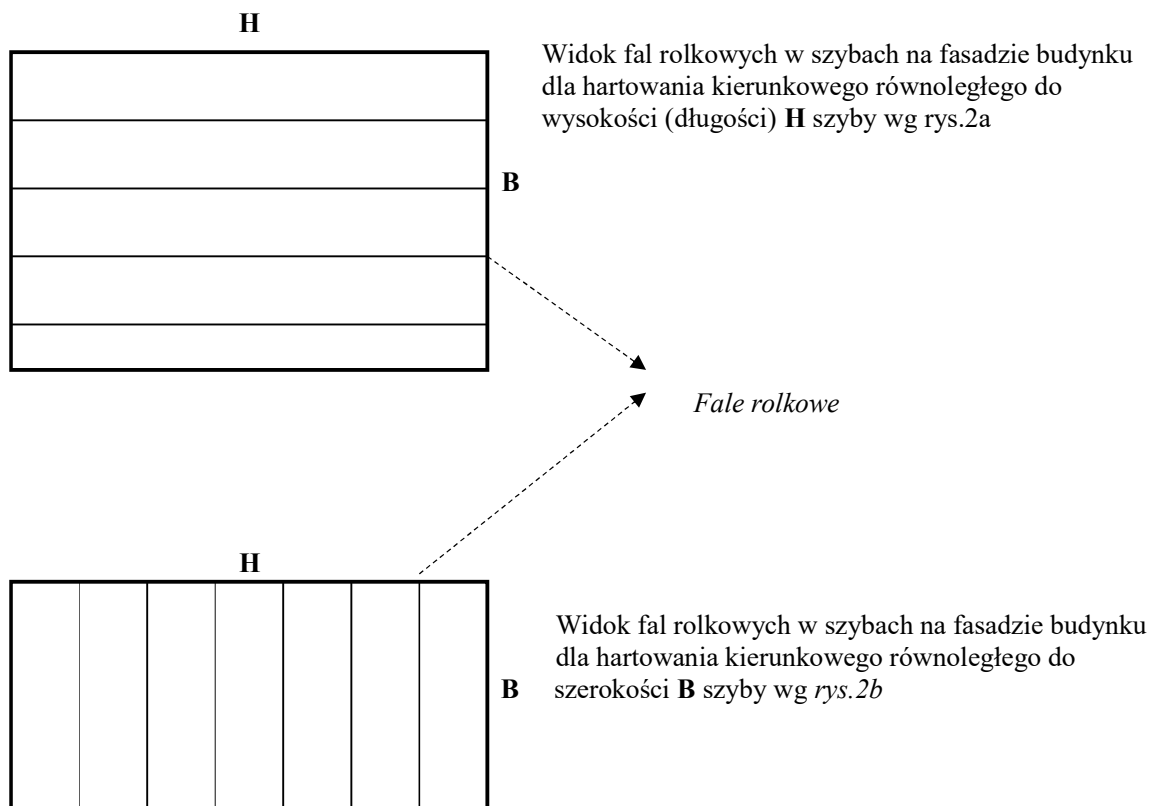 H
Widok fal rolkowych w szybach na fasadzie budynku
dla hartowania kierunkowego równoległego do
wysokości (długości) H szyby wg rys.2a
B
Fale rolkowe
H
Widok fal rolkowych w szybach na fasadzie budynku
dla hartowania kierunkowego równoległego do
B szerokości B szyby wg rys.2b